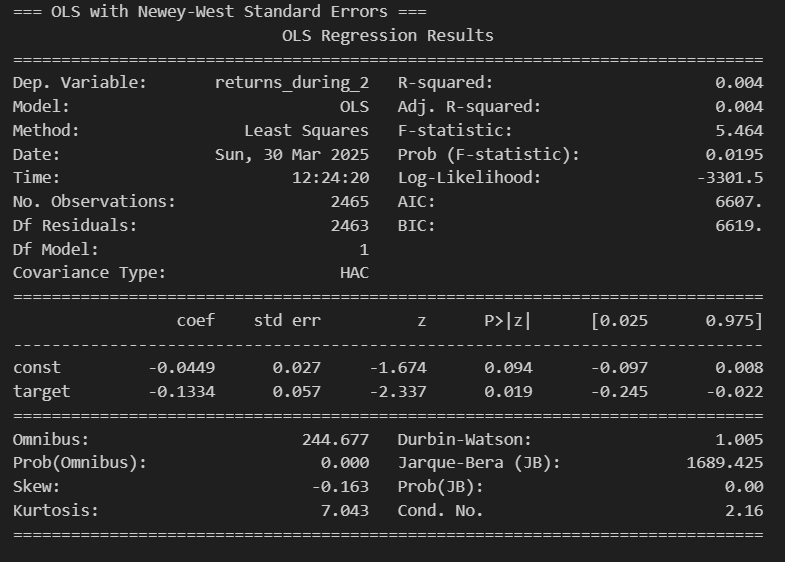 === OLS with Newey-West Standard Errors ===
OLS Regression Results
==============================================================================
Dep. Variable: returns_during_2 R-squared: 0.004
Model: OLS Adj. R-squared: 0.004
Method: Least Squares F-statistic: 5.464
Date: Sun, 30 Mar 2025 Prob (F-statistic): 0.0195
Time: 12:24:20 Log-Likelihood: -3301.5
No. Observations: 2465 AIC: 6607.
Df Residuals: 2463 BIC: 6619.
Df Model: 1
Covariance Type: HAC
==============================================================================
coef std err z P>|z| [0.025 0.975]
------------------------------------------------------------------------------
const -0.0449 0.027 -1.674 0.094 -0.097 0.008
target -0.1334 0.057 -2.337 0.019 -0.245 -0.022
==============================================================================
Omnibus: 244.677 Durbin-Watson: 1.005
Prob(Omnibus): 0.000 Jarque-Bera (JB): 1689.425
Skew: -0.163 Prob(JB): 0.00
Kurtosis: 7.043 Cond. No. 2.16
==============================================================================